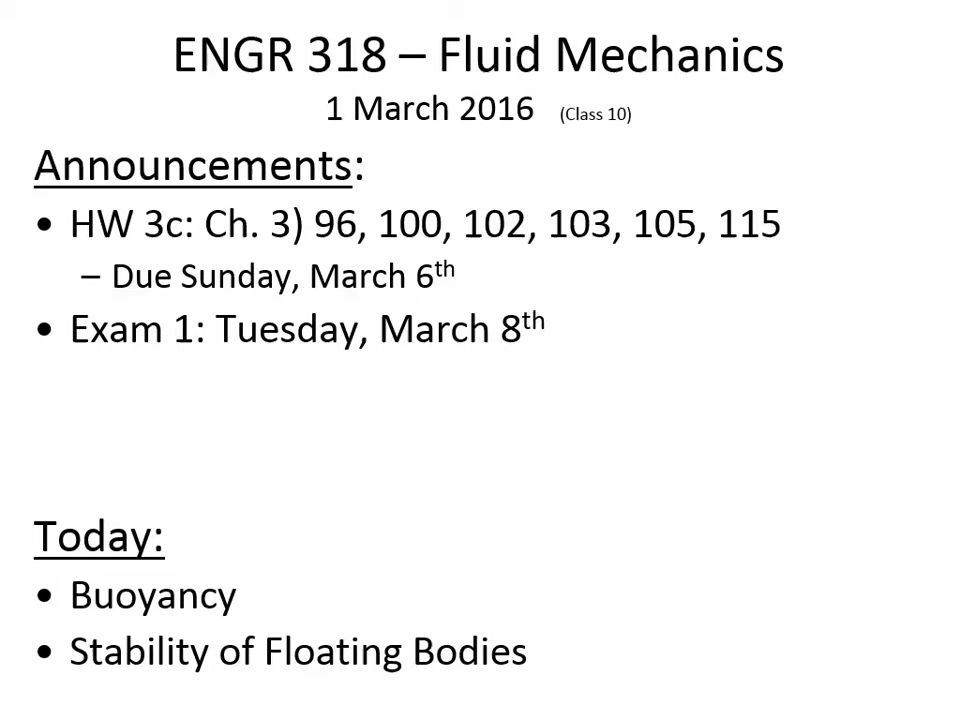 ENGR 318 – Fluid Mechanics
1 March 2016 (Class 10)
Announcements:
• HW 3c: Ch. 3) 96, 100, 102, 103, 105, 115
– Due Sunday, March 6th
• Exam 1: Tuesday, March 8th
Today:
• Buoyancy
• Stability of Floating Bodies